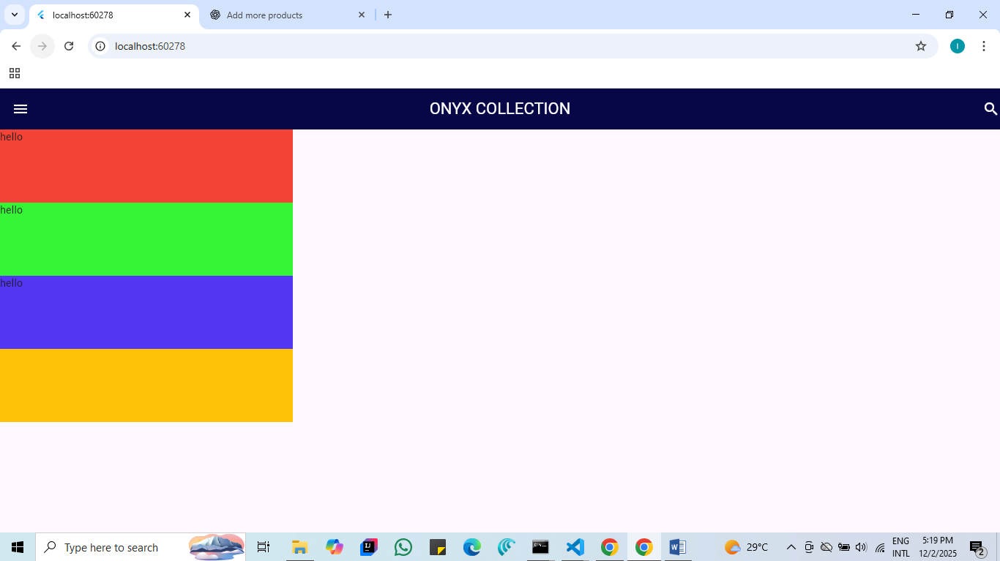 localhost:60278
Add more products
localhost:60278
I
ONYX COLLECTION
hello
hello
hello
Type here to search
29°C
ENG
INTL
5:19 PM
12/2/2025
2